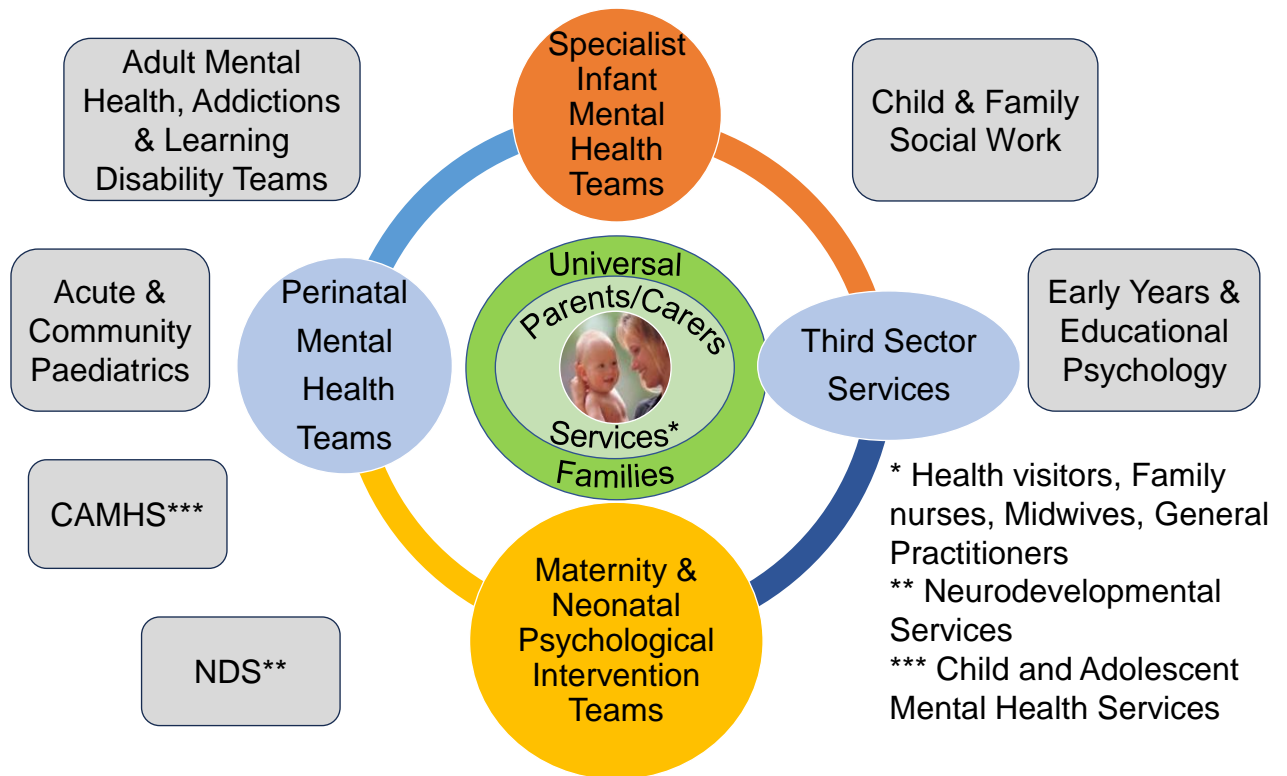 Adult Mental
Health, Addictions
& Learning
Disability Teams
Specialist
Infant
Mental
Health
Teams
Child & Family
Social Work
Acute &
Community
Paediatrics
Perinatal
Mental
Health
Teams
Universal
Parents/Carers
Services*
Families
Third Sector
Services
Early Years &
Educational
Psychology
CAMHS***
NDS**
Maternity &
Neonatal
Psychological
Intervention
Teams
* Health visitors, Family
nurses, Midwives, General
Practitioners
** Neurodevelopmental
Services
*** Child and Adolescent
Mental Health Services